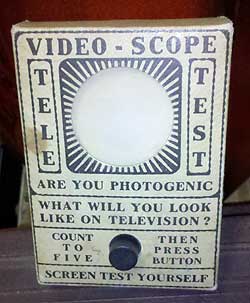 VIDEO - SCOPE
TELE
TEST
ARE YOU PHOTOGENIC
WHAT WILL YOU LOOK
LIKE ON TELEVISION?
COUNT
TO
FIVE
THEN
PRESS
BUTTON
SCREEN TEST YOURSELF